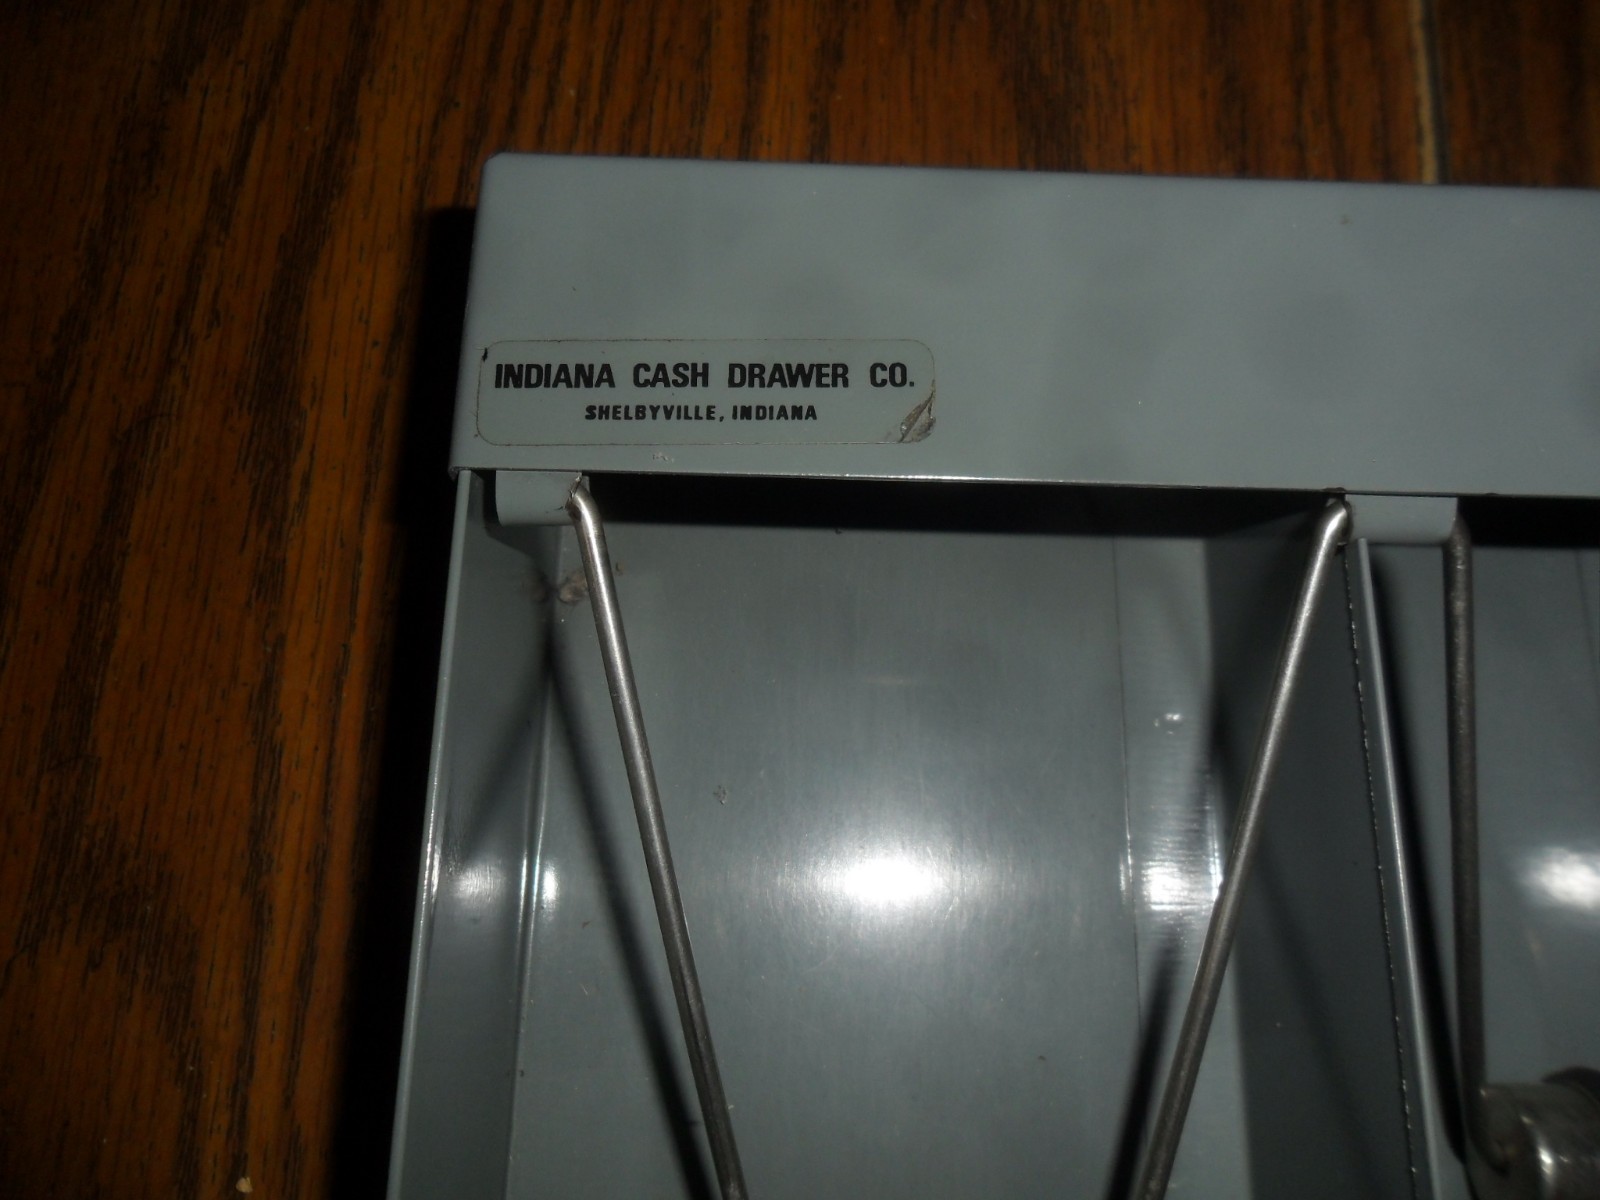 INDIANA CASH DRAWER CO.
SHELBYVILLE, INDIANA